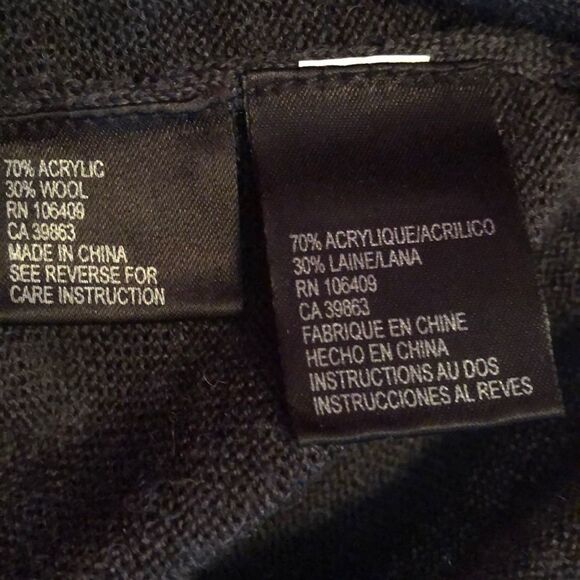 70% ACRYLIC
30% WOOL
RN 106409
CA 39863
MADE IN CHINA
SEE REVERSE FOR
CARE INSTRUCTION
70% ACRYLIQUE/ACRILICO
30% LAINE/LANA
RN 106409
CA 39863
FABRIQUE EN CHINE
HECHO EN CHINA
INSTRUCTIONS AU DOS
INSTRUCCIONES AL REVES